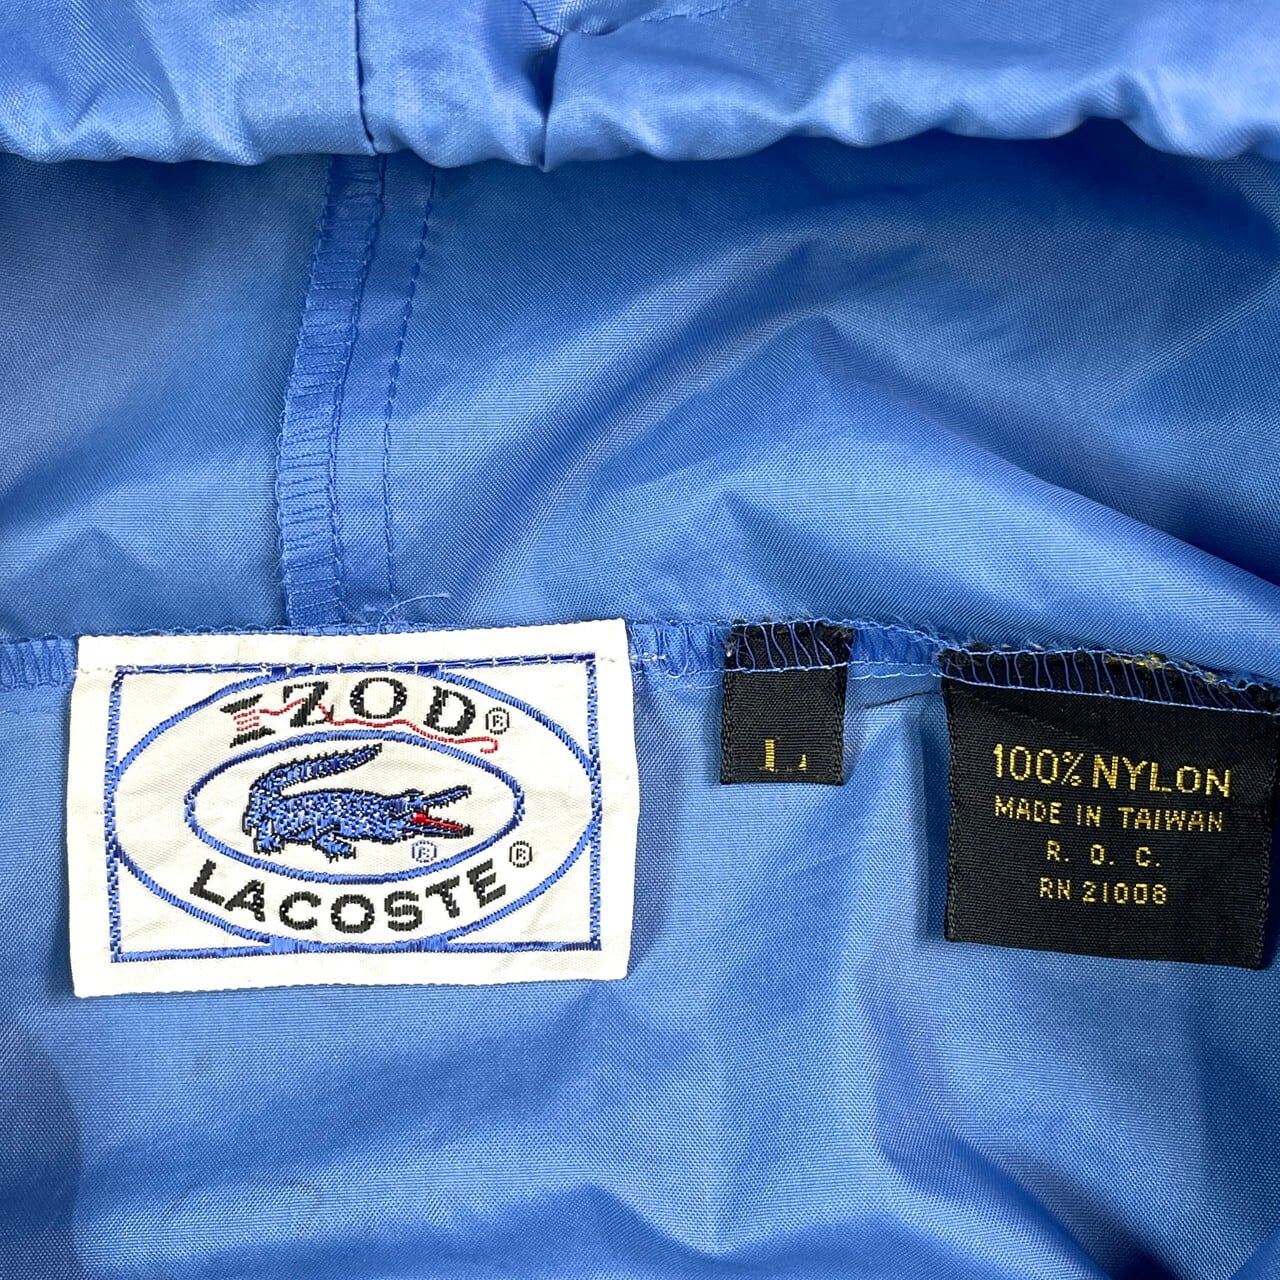 IZOD®
®
LACOSTE®
L
100% NYLON
MADE IN TAIWAN
R. O. C.
RN 21008